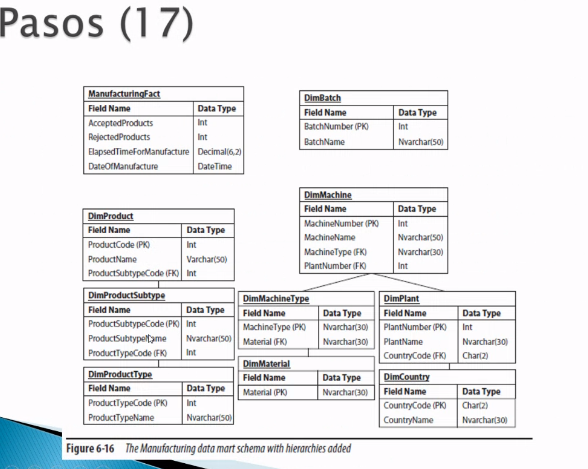 Pasos (17)
ManufacturingFact
Field Name Data Type
AcceptedProducts Int
RejectedProducts Int
ElapsedTimeForManufacture Decimal(6,2)
DateOfManufacture DateTime
DimBatch
Field Name Data Type
BatchNumber (PK) Int
BatchName Nvarchar(50)
DimMachine
Field Name Data Type
MachineNumber (PK) Int
MachineName Nvarchar(50)
MachineType (FK) Nvarchar(30)
PlantNumber (FK) Int
DimProduct
Field Name Data Type
ProductCode (PK) Int
ProductName Varchar(50)
ProductSubtypeCode (FK) Int
DimProductSubtype
Field Name Data Type
ProductSubtypeCode (PK) Int
ProductSubtypeName Nvarchar(50)
ProductTypeCode (FK) Int
DimProductType
Field Name Data Type
ProductTypeCode (PK) Int
ProductTypeName Nvarchar(50)
DimMachineType
Field Name Data Type
MachineType (PK) Nvarchar(30)
Material (FK) Nvarchar(30)
DimMaterial
Field Name Data Type
Material (PK) Nvarchar(30)
DimPlant
Field Name Data Type
PlantNumber (PK) Int
PlantName Nvarchar(30)
CountryCode (FK) Char(2)
DimCountry
Field Name Data Type
CountryCode (PK) Char(2)
CountryName Nvarchar(30)
Figure 6-16 The Manufacturing data mart schema with hierarchies added